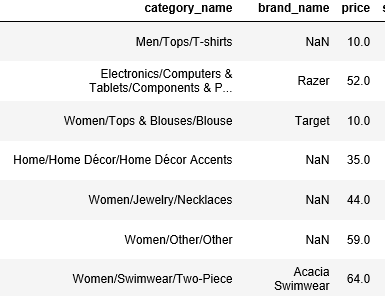 category_name brand_name price
Men/Tops/T-shirts NaN 10.0
Electronics/Computers &
Tablets/Components & P... Razer 52.0
Women/Tops & Blouses/Blouse Target 10.0
Home/Home Décor/Home Décor Accents NaN 35.0
Women/Jewelry/Necklaces NaN 44.0
Women/Other/Other NaN 59.0
Women/Swimwear/Two-Piece Acacia
Swimwear 64.0